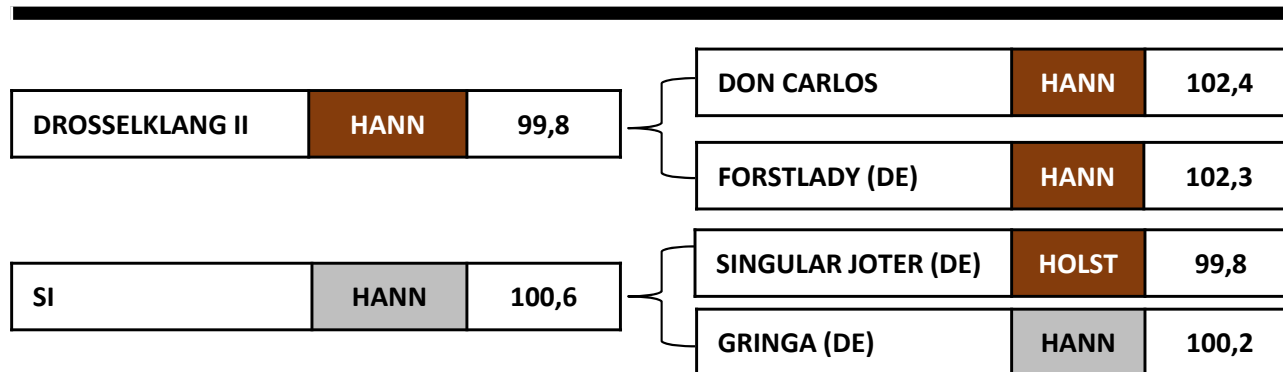 DON CARLOS HANN 102,4
DROSSELKLANG II HANN 99,8
FORSTLADY (DE) HANN 102,3
SINGULAR JOTER (DE) HOLST 99,8
SI HANN 100,6
GRINGA (DE) HANN 100,2